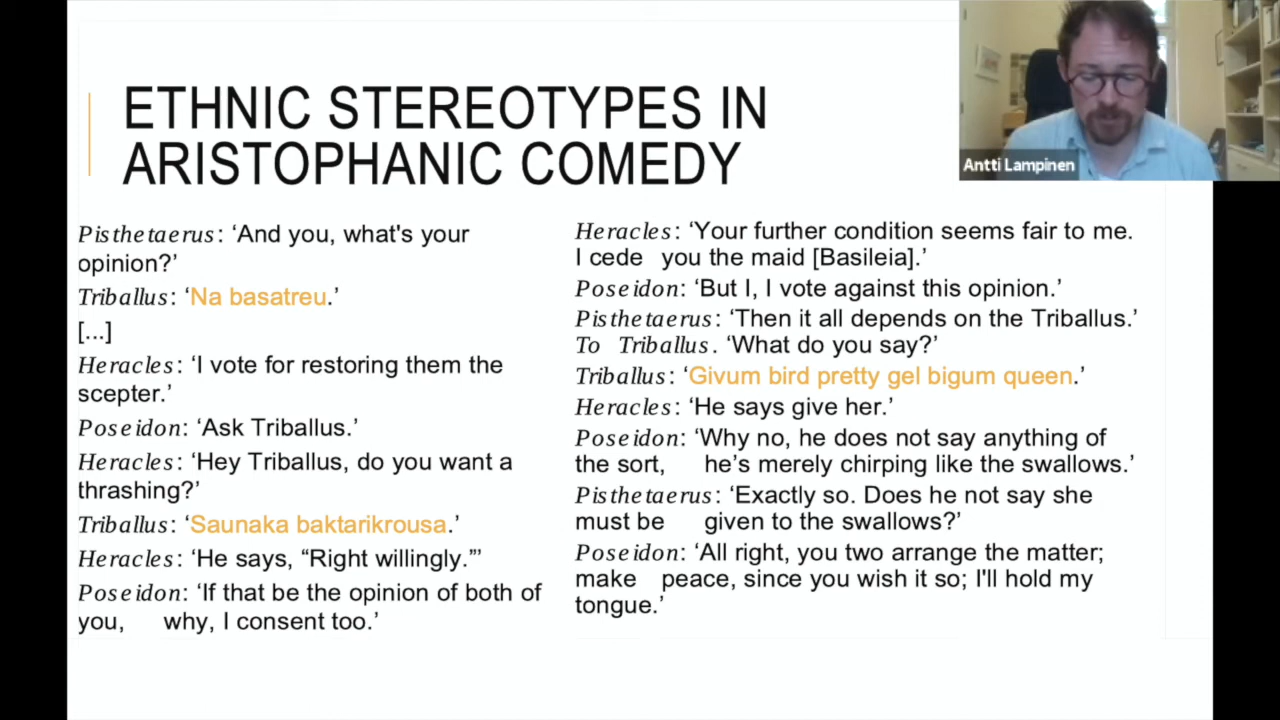 ETHNIC STEREOTYPES IN
ARISTOPHANIC COMEDY
Antti Lampinen
Pisthetaerus: ‘And you, what's your
opinion?’
Triballus: ‘Na basatreu.’
[...]
Heracles: ‘I vote for restoring them the
scepter.’
Poseidon: ‘Ask Triballus.’
Heracles: ‘Hey Triballus, do you want a
thrashing?’
Triballus: ‘Saunaka baktarikrousa.’
Heracles: ‘He says, “Right willingly.”’
Poseidon: ‘If that be the opinion of both of
you, why, I consent too.’
Heracles: ‘Your further condition seems fair to me.
I cede you the maid [Basileia].’
Poseidon: ‘But I, I vote against this opinion.’
Pisthetaerus: ‘Then it all depends on the Triballus.’
To Triballus. ‘What do you say?’
Triballus: ‘Givum bird pretty gel bigum queen.’
Heracles: ‘He says give her.’
Poseidon: ‘Why no, he does not say anything of
the sort, he’s merely chirping like the swallows.’
Pisthetaerus: ‘Exactly so. Does he not say she
must be given to the swallows?’
Poseidon: ‘All right, you two arrange the matter;
make peace, since you wish it so; I'll hold my
tongue.’